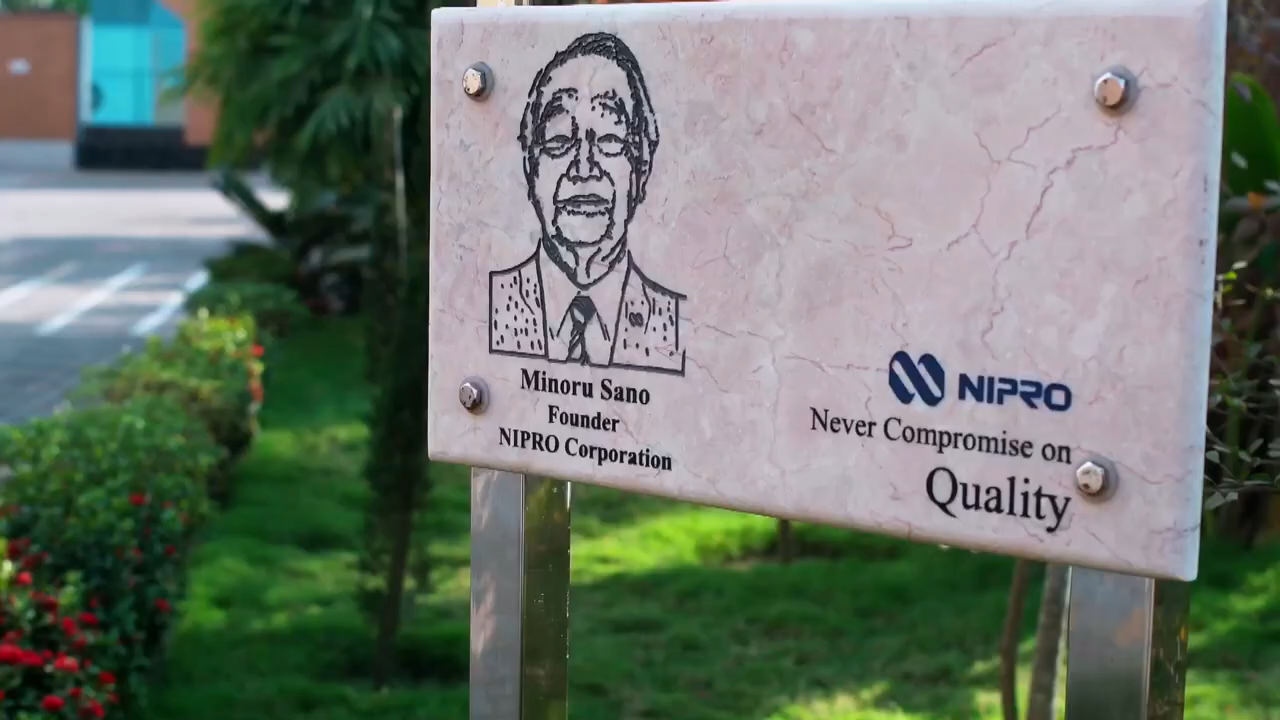 Minoru Sano
Founder
NIPRO Corporation
NIPRO
Never Compromise on
Quality